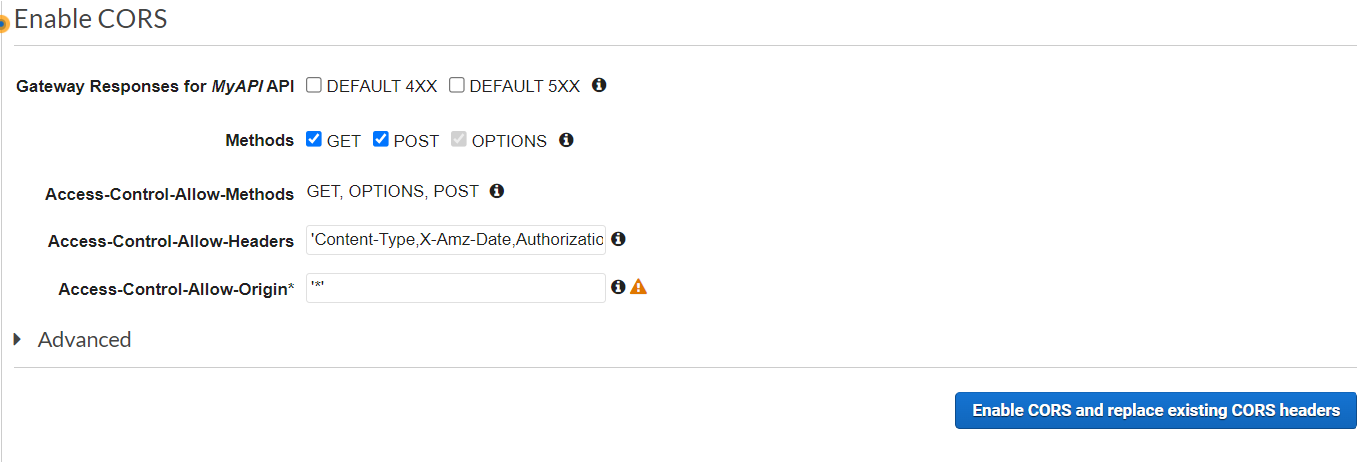 Enable CORS
Gateway Responses for MyAPI API DEFAULT 4XX DEFAULT 5XX
Methods GET POST OPTIONS
Access-Control-Allow-Methods GET, OPTIONS, POST
Access-Control-Allow-Headers 'Content-Type,X-Amz-Date,Authorizatio
Access-Control-Allow-Origin* '*'
Advanced
Enable CORS and replace existing CORS headers